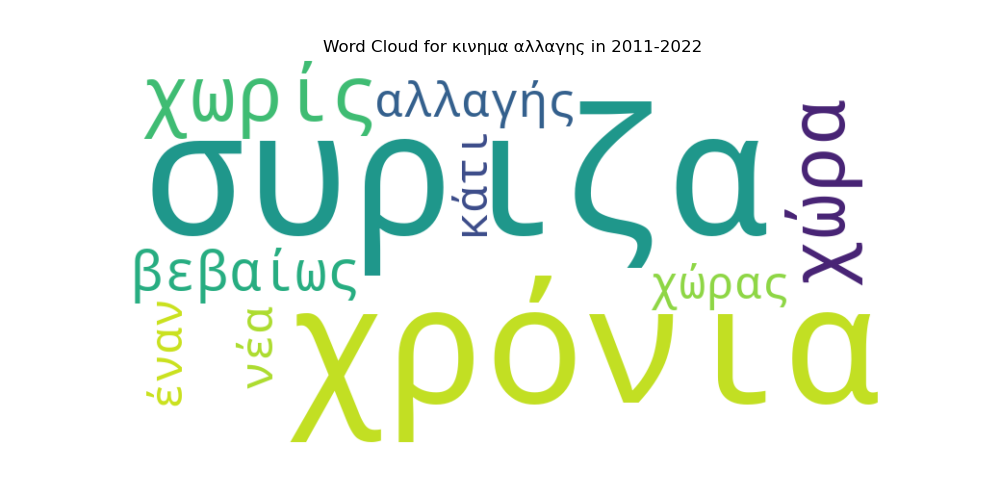 Word Cloud for κινημα αλλαγης in 2011-2022
χωρίς
αλλαγής
χώρα
συριζα
κάτι
βεβαίως
χώρας
έναν
νέα
χρόνια